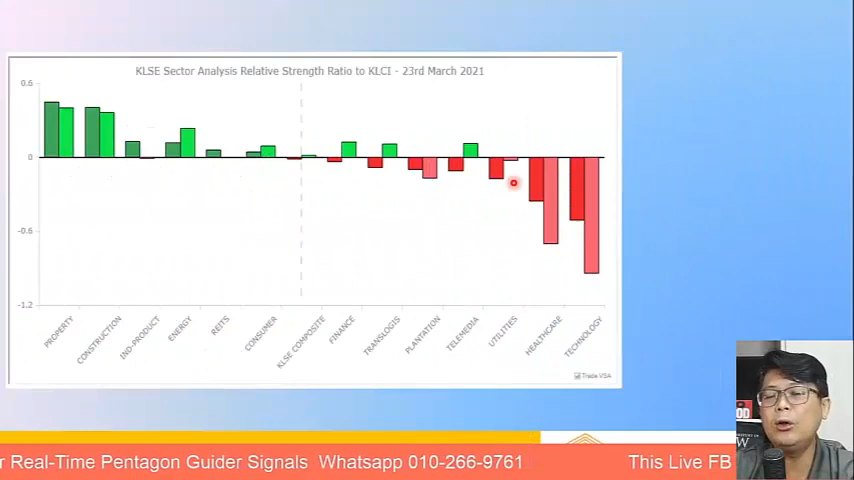 KLSE Sector Analysis Relative Strength Ratio to KLCI - 23rd March 2021
0.6
0
-0.6
-1.2
PROPERTY
CONSTRUCTION
IND-PRODUCT
ENERGY
REITS
CONSUMER
KLSE COMPOSITE
FINANCE
TRANSLOGIS
PLANTATION
TELEMEDIA
UTILITIES
HEALTHCARE
TECHNOLOGY
Trade VSA
r Real-Time Pentagon Guider Signals Whatsapp 010-266-9761 This Live FB